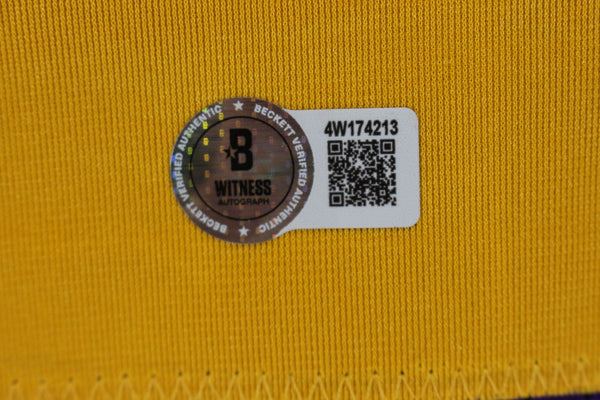 BECKETT VERIFIED AUTHENTIC ★ BECKETT VERIFIED AUTHENTIC ★
B
WITNESS
AUTOGRAPH
4W174213